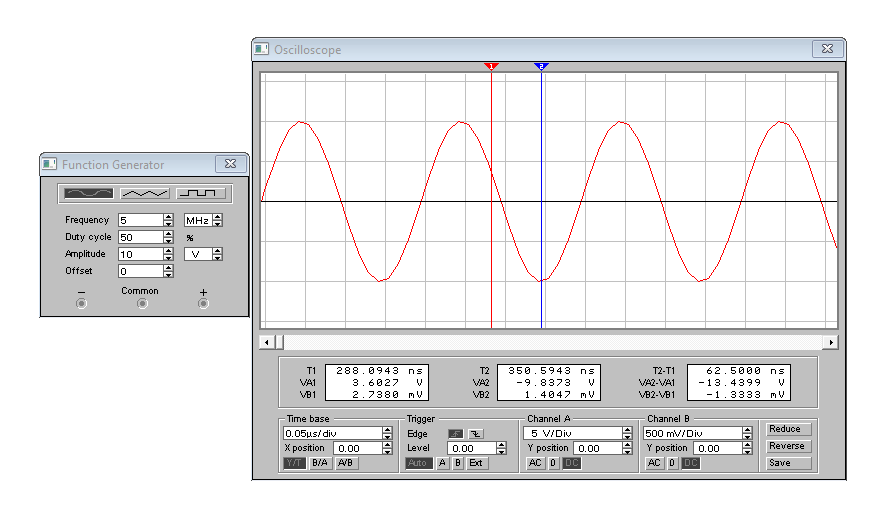 Oscilloscope
1 2
Function Generator
Frequency 5 MHz
Duty cycle 50 %
Amplitude 10 V
Offset 0
− Common +
T1 288.0943 ns T2 350.5943 ns T2-T1 62.5000 ns
VA1 3.6027 V VA2 -9.8373 V VA2-VA1 -13.4399 V
VB1 2.7380 mV VB2 1.4047 mV VB2-VB1 -1.3333 mV
Time base Trigger Channel A Channel B
0.05µs/div Edge 5 V/Div 500 mV/Div Reduce
X position 0.00 Level 0.00 Y position 0.00 Y position 0.00 Reverse
Y/T B/A A/B Auto A B Ext AC 0 DC AC 0 DC Save